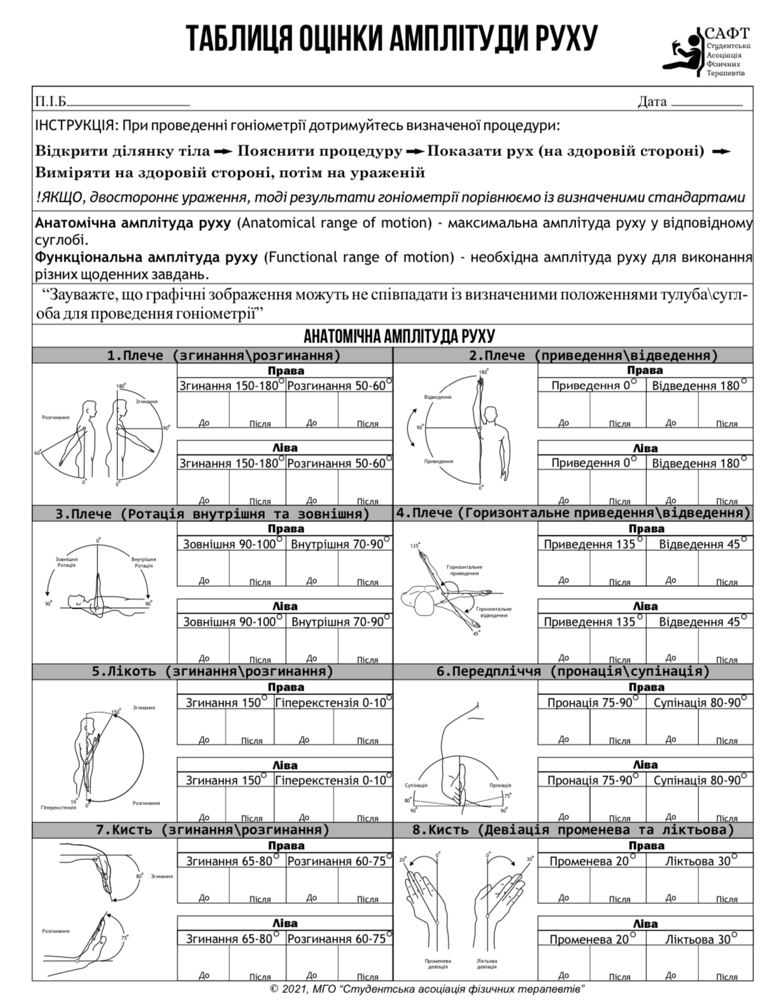 ТАБЛИЦЯ ОЦІНКИ АМПЛІТУДИ РУХУ
САФТ
Студентська
Асоціація
Фізичних
Терапевтів
П.І.Б__________________ Дата __________
ІНСТРУКЦІЯ: При проведенні гоніометрії дотримуйтесь визначеної процедури:
Відкрити ділянку тіла ➡ Пояснити процедуру ➡ Показати рух (на здоровій стороні) ➡
Виміряти на здоровій стороні, потім на ураженій
!ЯКЩО, двостороннє ураження, тоді результати гоніометрії порівнюємо із визначеними стандартами
Анатомічна амплітуда руху (Anatomical range of motion) - максимальна амплітуда руху у відповідному
суглобі.
Функціональна амплітуда руху (Functional range of motion) - необхідна амплітуда руху для виконання
різних щоденних завдань.
“Зауважте, що графічні зображення можуть не співпадати із визначеними положеннями тулуба\сугл-
оба для проведення гоніометрії”
АНАТОМІЧНА АМПЛІТУДА РУХУ
1.Плече (згинання\розгинання)
Розгинання
60°
0°
180°
Згинання
90°
0°
Права
Згинання 150-180° Розгинання 50-60°
До Після До Після
Ліва
Згинання 150-180° Розгинання 50-60°
До Після До Після
2.Плече (приведення\відведення)
180°
Відведення
90°
Приведення
0°
Права
Приведення 0° Відведення 180°
До Після До Після
Ліва
Приведення 0° Відведення 180°
До Після До Після
3.Плече (Ротація внутрішня та зовнішня)
0°
Зовнішня
Ротація
Внутрішня
Ротація
90°
90°
Права
Зовнішня 90-100° Внутрішня 70-90°
До Після До Після
Ліва
Зовнішня 90-100° Внутрішня 70-90°
До Після До Після
4.Плече (Горизонтальне приведення\відведення)
135°
Горизонтальне
приведення
Горизонтальне
відведення
45°
Права
Приведення 135° Відведення 45°
До Після До Після
Ліва
Приведення 135° Відведення 45°
До Після До Після
5.Лікоть (згинання\розгинання)
150°
Згинання
10°
0°
Гіперекстензія
Розгинання
Права
Згинання 150° Гіперекстензія 0-10°
До Після До Після
Ліва
Згинання 150° Гіперекстензія 0-10°
До Після До Після
6.Передпліччя (пронація\супінація)
Супінація
Пронація
80°
75°
90°
90°
Права
Пронація 75-90° Супінація 80-90°
До Після До Після
Ліва
Пронація 75-90° Супінація 80-90°
До Після До Після
7.Кисть (згинання\розгинання)
80°
Згинання
Розгинання
75°
Права
Згинання 65-80° Розгинання 60-75°
До Після До Після
Ліва
Згинання 65-80° Розгинання 60-75°
До Після До Після
8.Кисть (Девіація променева та ліктьова)
20°
0°
0°
30°
Променева
девіація
Ліктьова
девіація
Права
Променева 20° Ліктьова 30°
До Після До Після
Ліва
Променева 20° Ліктьова 30°
До Після До Після
© 2021, МГО “Студентська асоціація фізичних терапевтів”